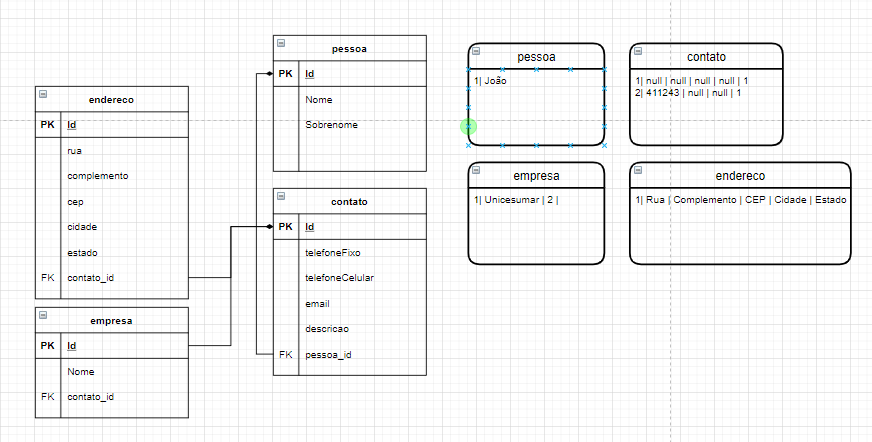 endereco
PK Id
rua
complemento
cep
cidade
estado
FK contato_id
empresa
PK Id
Nome
FK contato_id
pessoa
PK Id
Nome
Sobrenome
contato
PK Id
telefoneFixo
telefoneCelular
email
descricao
FK pessoa_id
pessoa
1| João
contato
1| null | null | null | null | 1
2| 411243 | null | null | 1
empresa
1| Unicesumar | 2 |
endereco
1| Rua | Complemento | CEP | Cidade | Estado